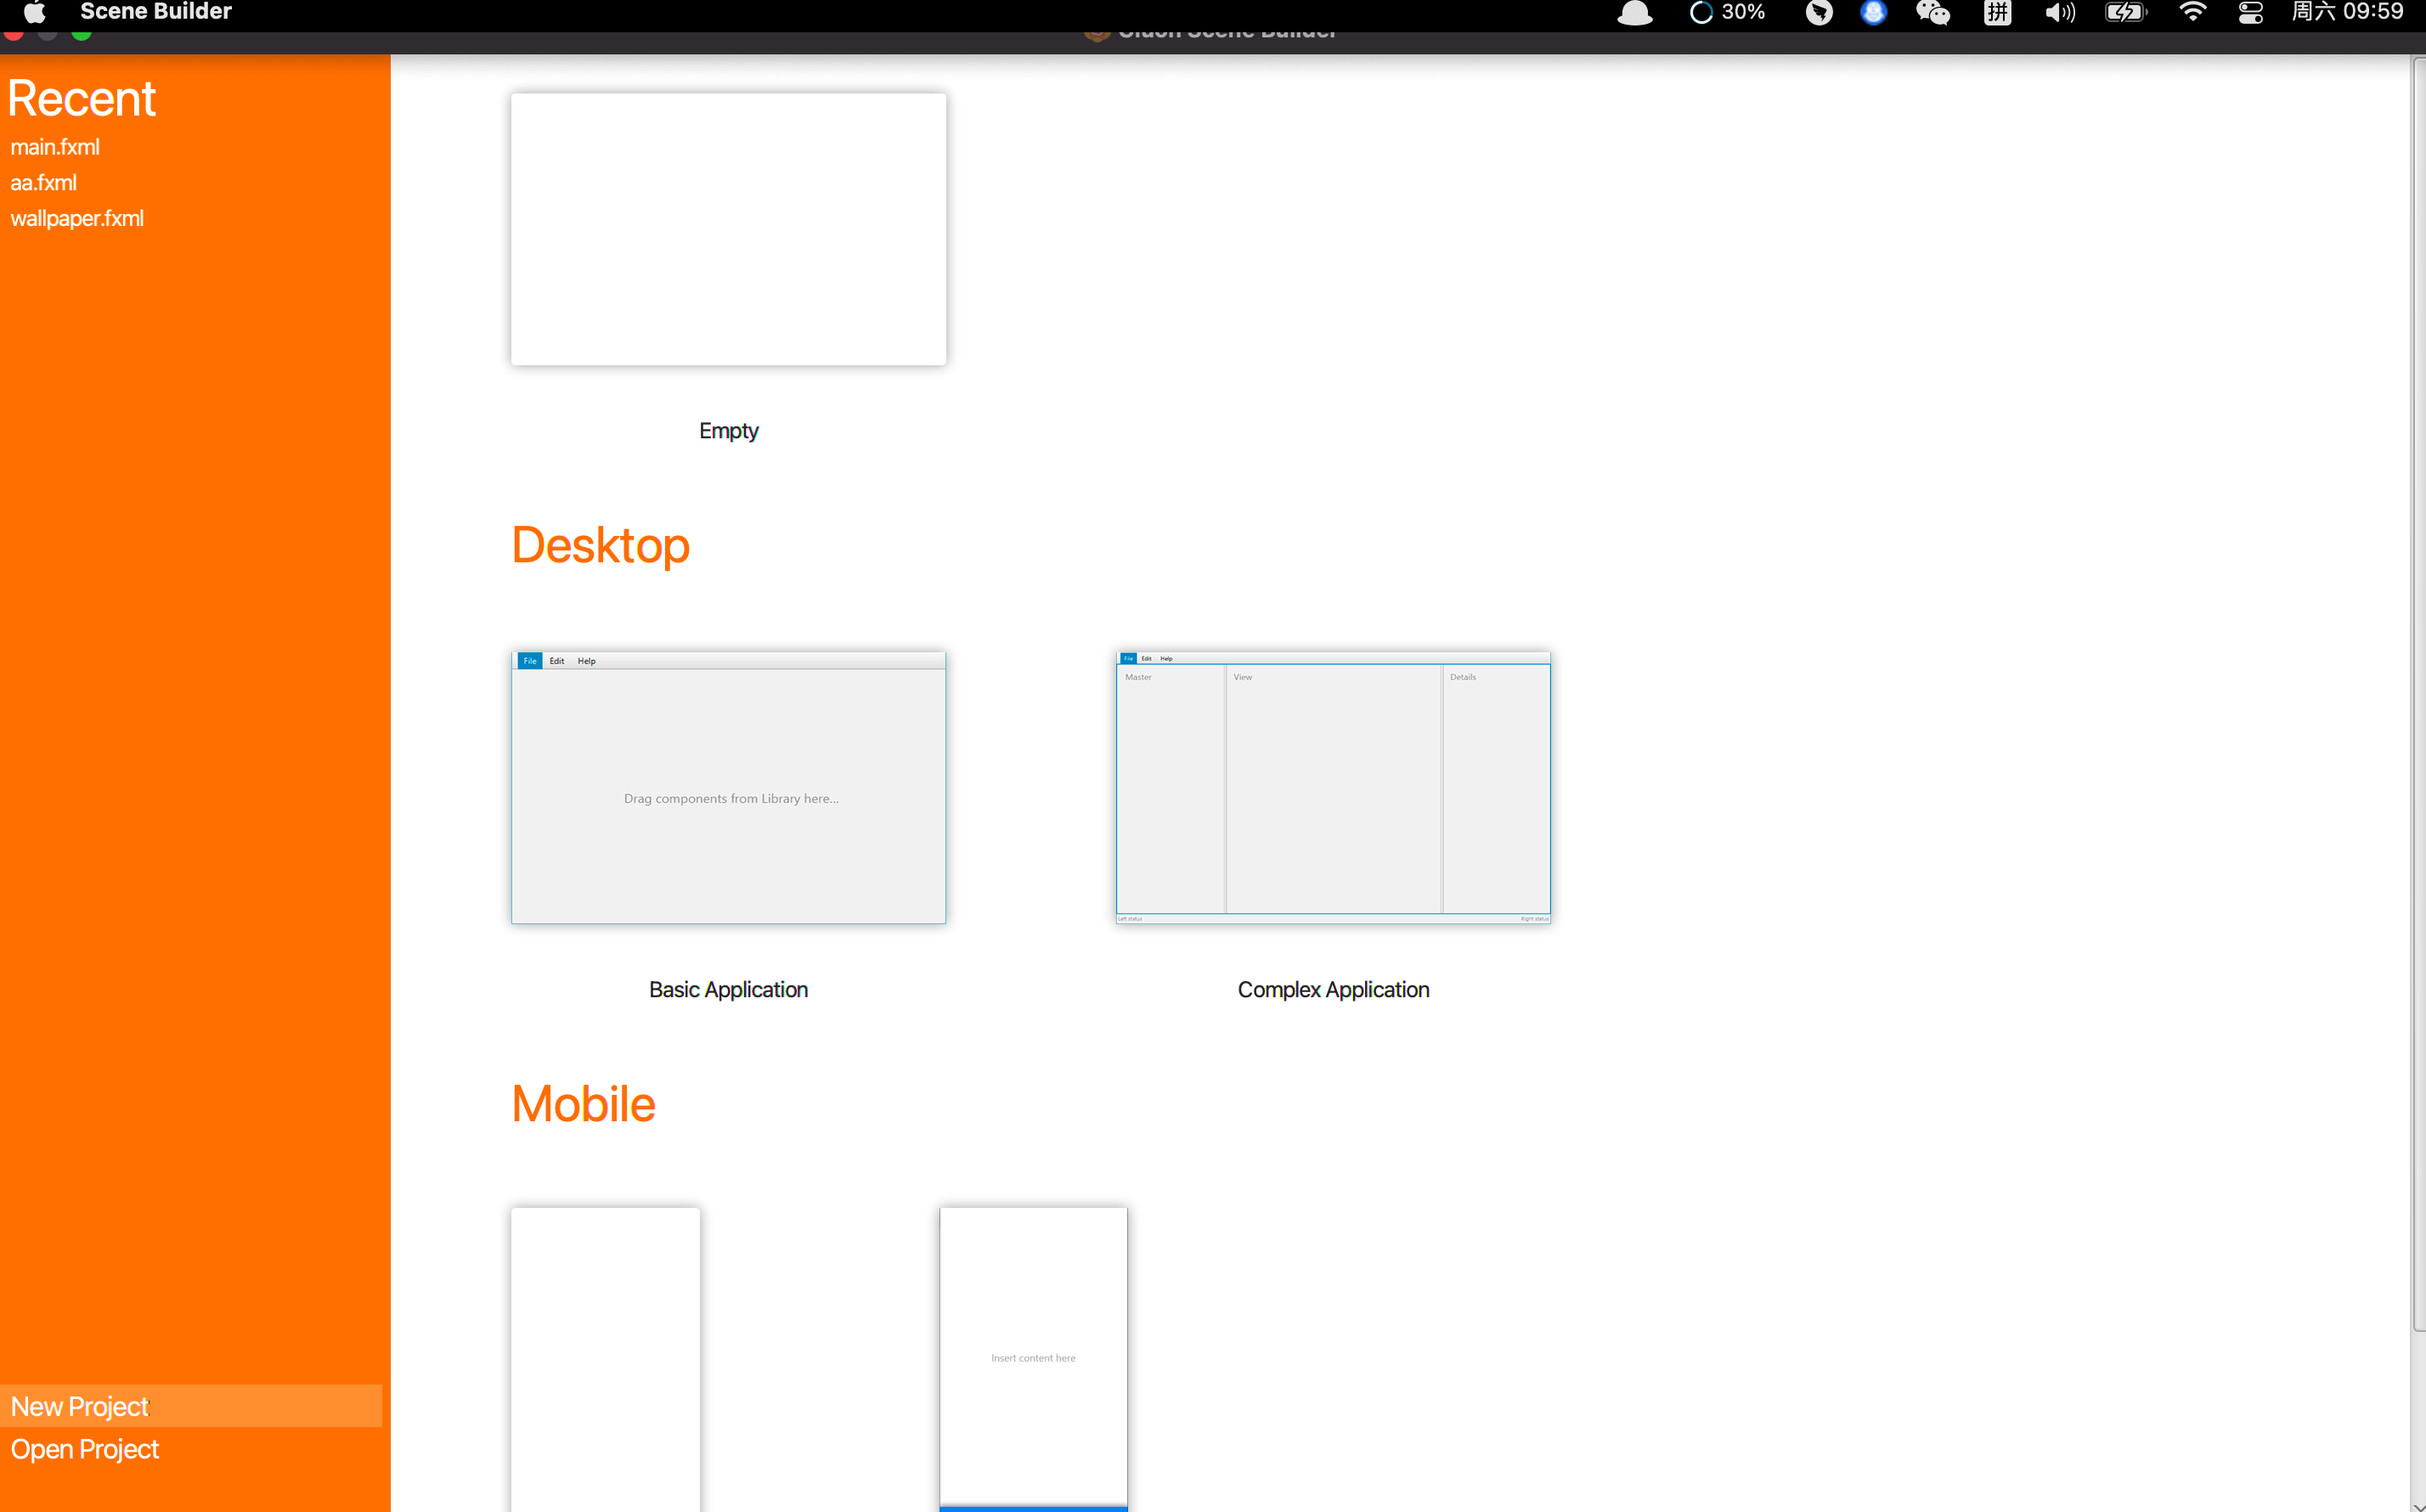 Scene Builder
30%
拼
周六 09:59
Gluon Scene Builder
Recent
main.fxml
aa.fxml
wallpaper.fxml
Empty
Desktop
File Edit Help
Drag components from Library here...
Basic Application
File Edit Help
Master View Details
Left status Right status
Complex Application
Mobile
Insert content here
New Project
Open Project